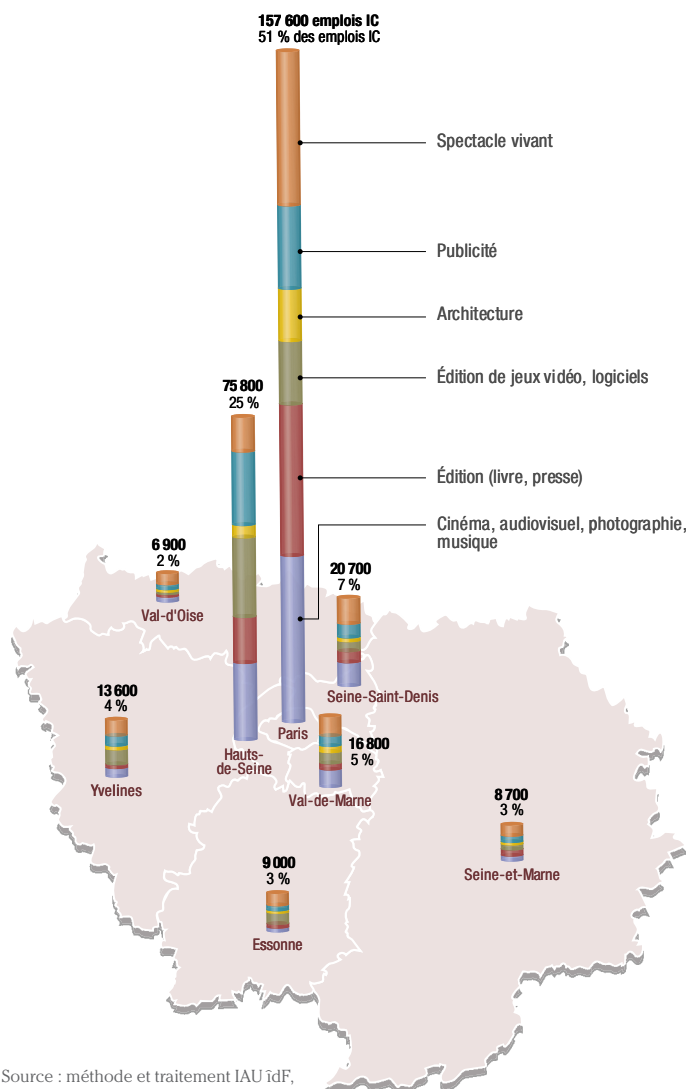 157 600 emplois IC
51 % des emplois IC
Spectacle vivant
Publicité
Architecture
Édition de jeux vidéo, logiciels
75 800
25 %
Édition (livre, presse)
Cinéma, audiovisuel, photographie,
musique
6 900
2 %
Val-d'Oise
20 700
7 %
Seine-Saint-Denis
13 600
4 %
Yvelines
Paris
Hauts-
de-Seine
16 800
5 %
Val-de-Marne
8 700
3 %
Seine-et-Marne
9 000
3 %
Essonne
Source : méthode et traitement IAU îdF,